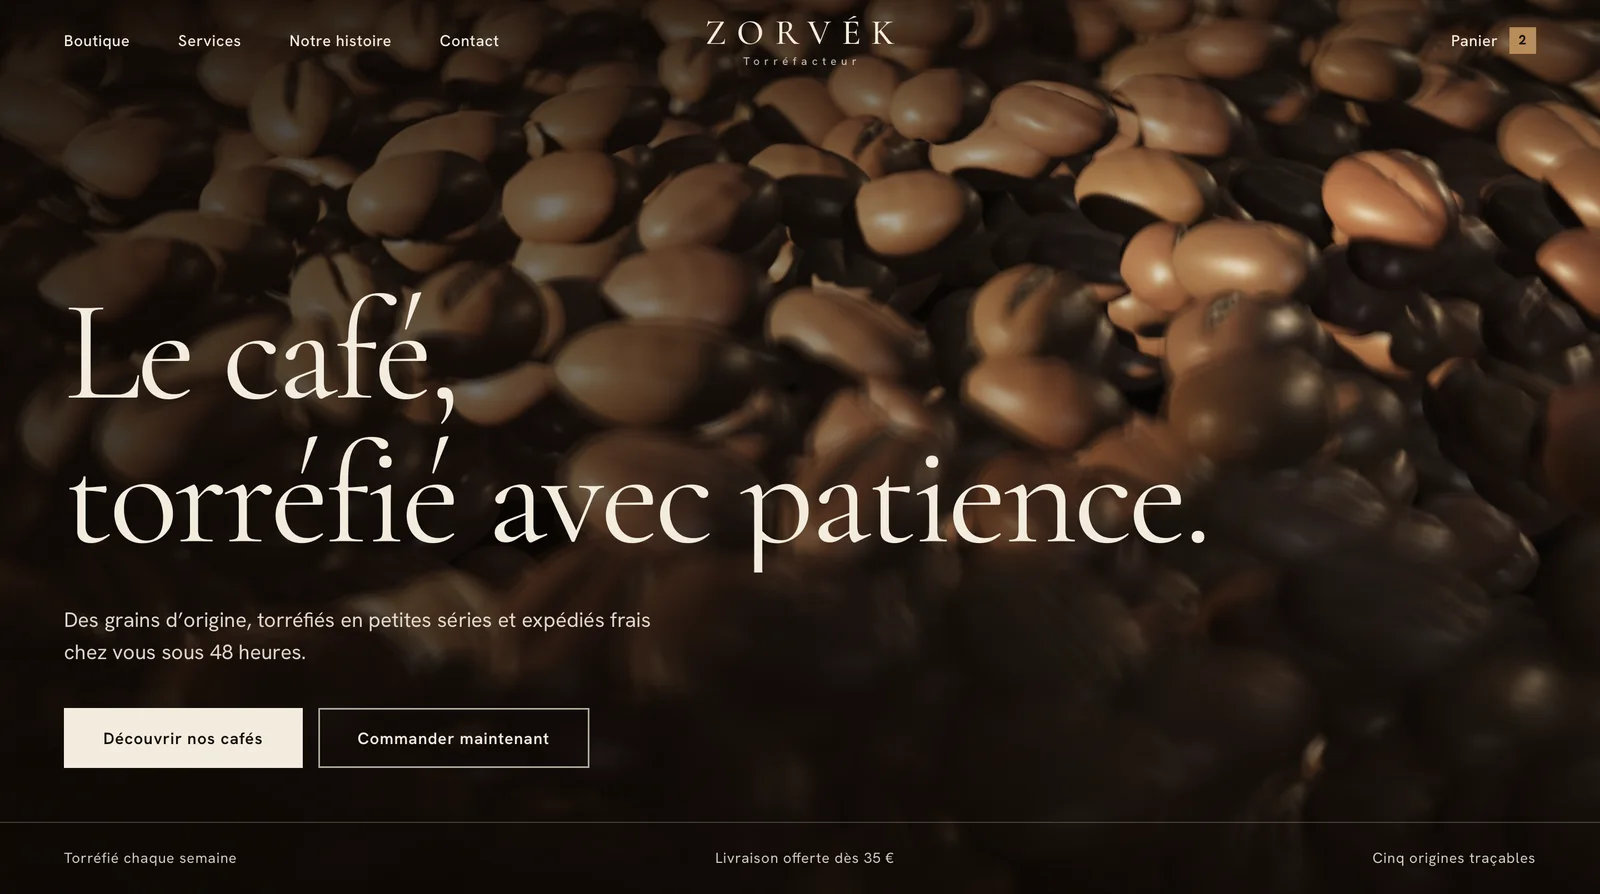 Boutique Services Notre histoire Contact
ZORVÉK
Torréfacteur
Panier 2
Le café,
torréfié avec patience.
Des grains d’origine, torréfiés en petites séries et expédiés frais
chez vous sous 48 heures.
Découvrir nos cafés
Commander maintenant
Torréfié chaque semaine
Livraison offerte dès 35 €
Cinq origines traçables